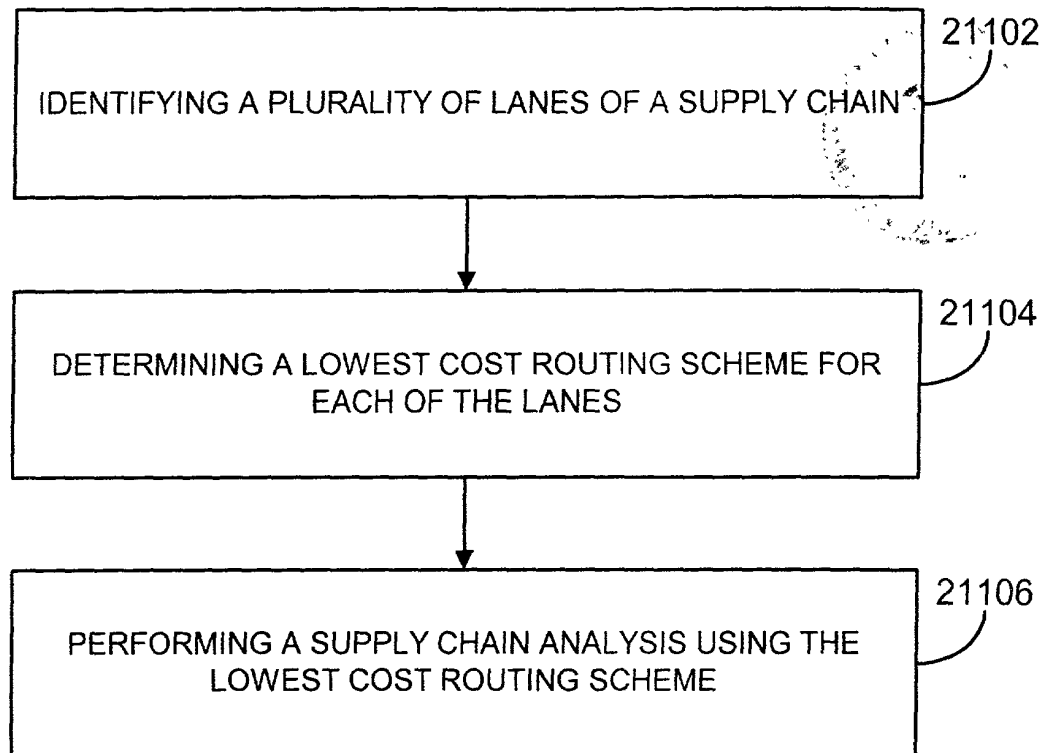 21102
IDENTIFYING A PLURALITY OF LANES OF A SUPPLY CHAIN
21104
DETERMINING A LOWEST COST ROUTING SCHEME FOR
EACH OF THE LANES
21106
PERFORMING A SUPPLY CHAIN ANALYSIS USING THE
LOWEST COST ROUTING SCHEME